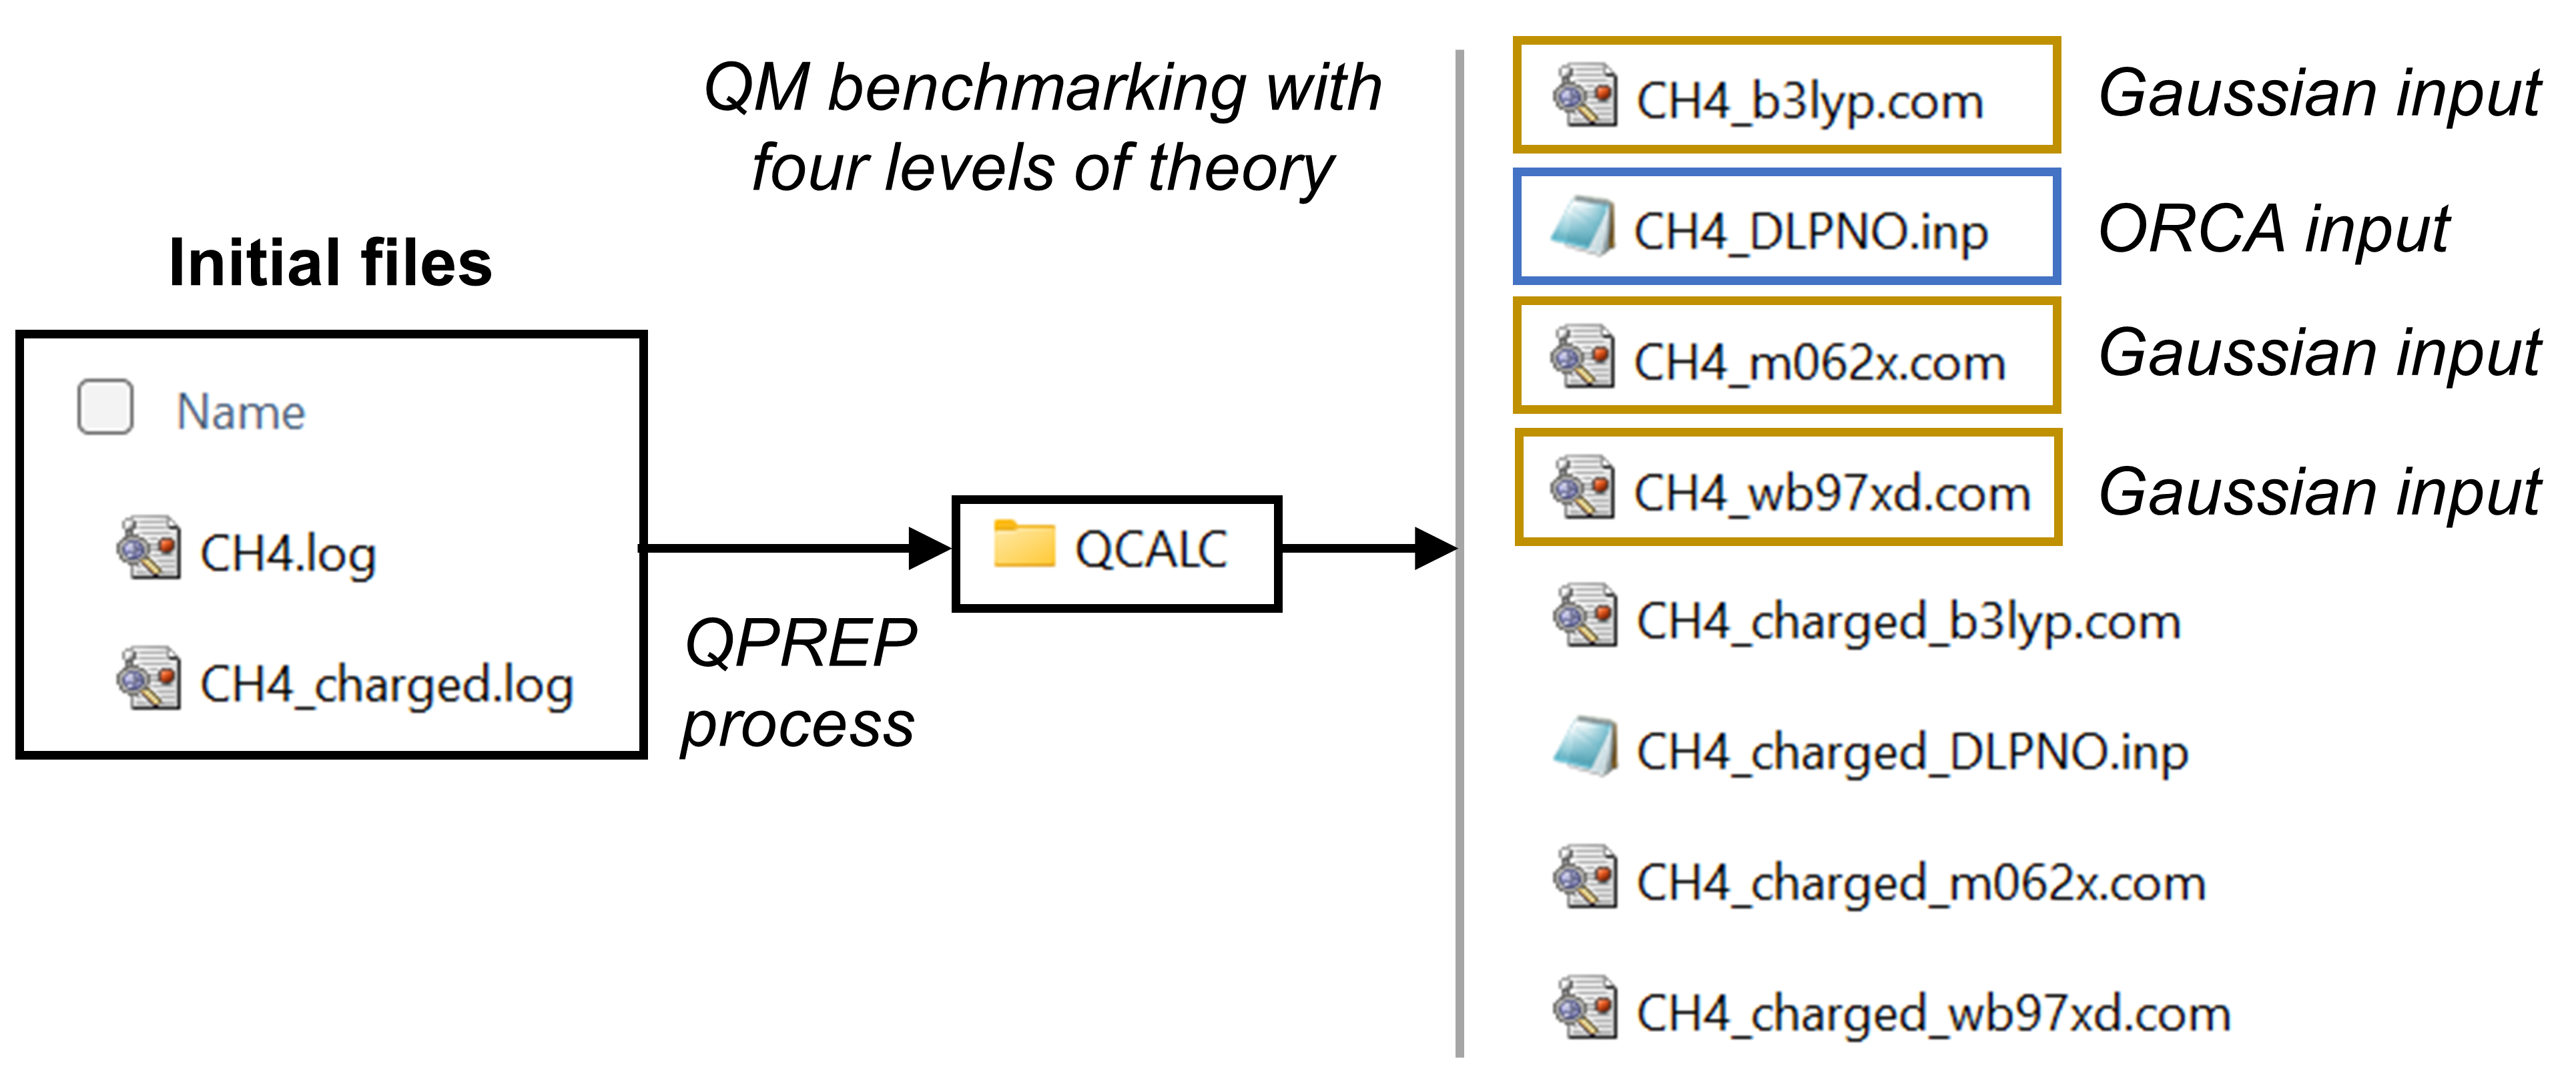 QM benchmarking with
four levels of theory
Initial files
Name
CH4.log
CH4_charged.log
QPREP
process
QCALC
CH4_b3lyp.com
Gaussian input
CH4_DLPNO.inp
ORCA input
CH4_m062x.com
Gaussian input
CH4_wb97xd.com
Gaussian input
CH4_charged_b3lyp.com
CH4_charged_DLPNO.inp
CH4_charged_m062x.com
CH4_charged_wb97xd.com